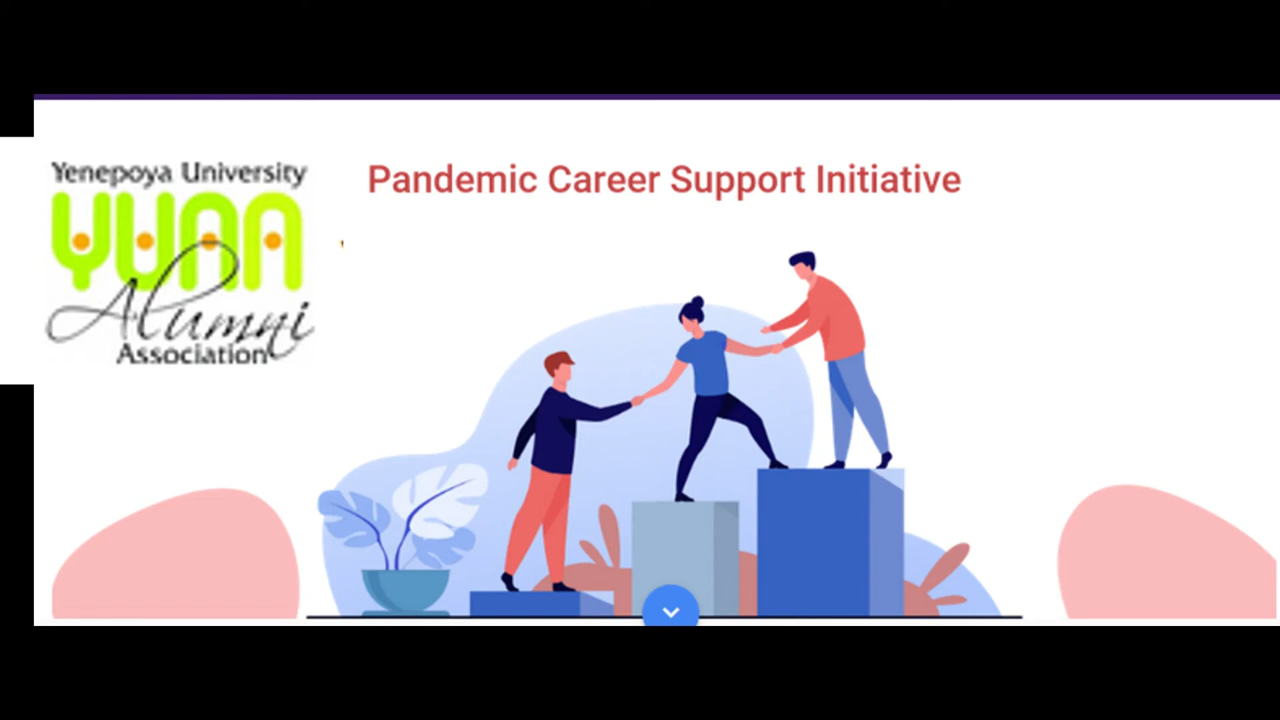 Yenepoya University
YUAA
Alumni
Association
Pandemic Career Support Initiative